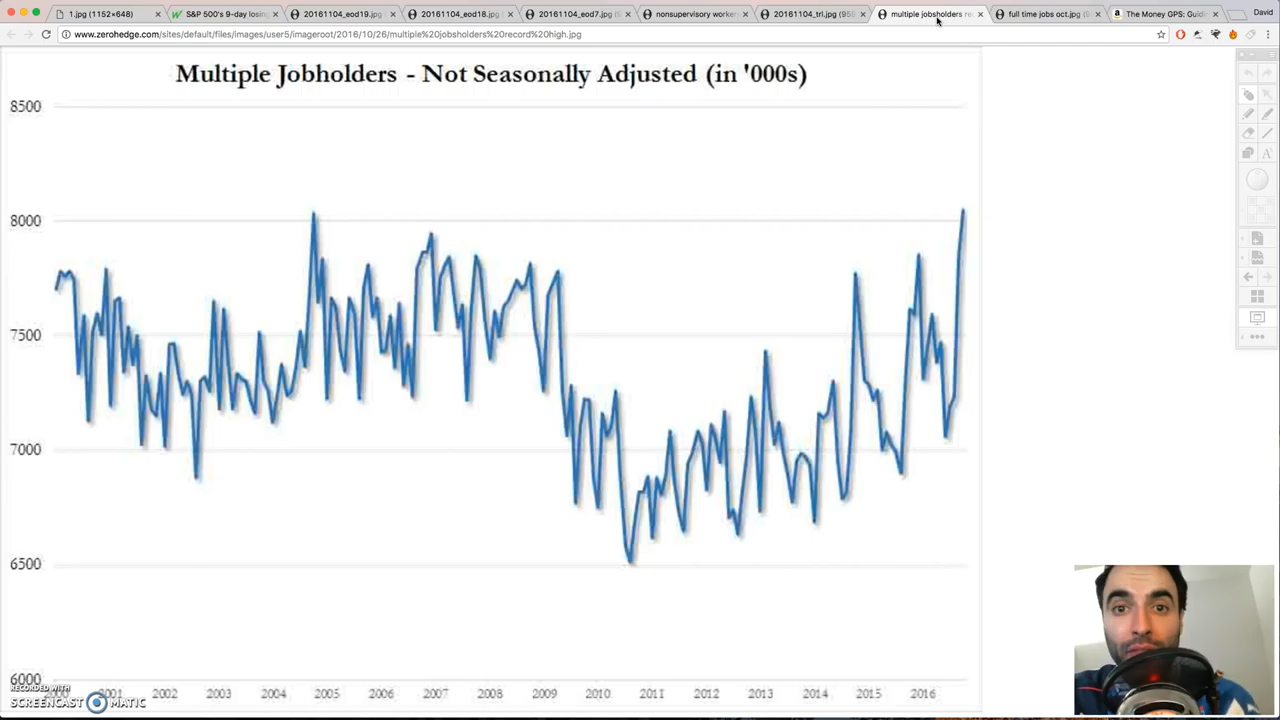 1.jpg (1152×648)
S&P 500's 9-day losing
20161104_eod19.jpg
20161104_eod18.jpg
20161104_eod7.jpg
nonsupervisory worker
20161104_trl.jpg (95
multiple jobholders re
full time jobs oct.jpg
The Money GPS: Guid
David
www.zerohedge.com/sites/default/files/images/user5/imageroot/2016/10/26/multiple%20jobholders%20record%20high.jpg
Multiple Jobholders - Not Seasonally Adjusted (in '000s)
8500
8000
7500
7000
6500
6000
2001 2002 2003 2004 2005 2006 2007 2008 2009 2010 2011 2012 2013 2014 2015 2016
RECORDED WITH
SCREENCAST MATIC